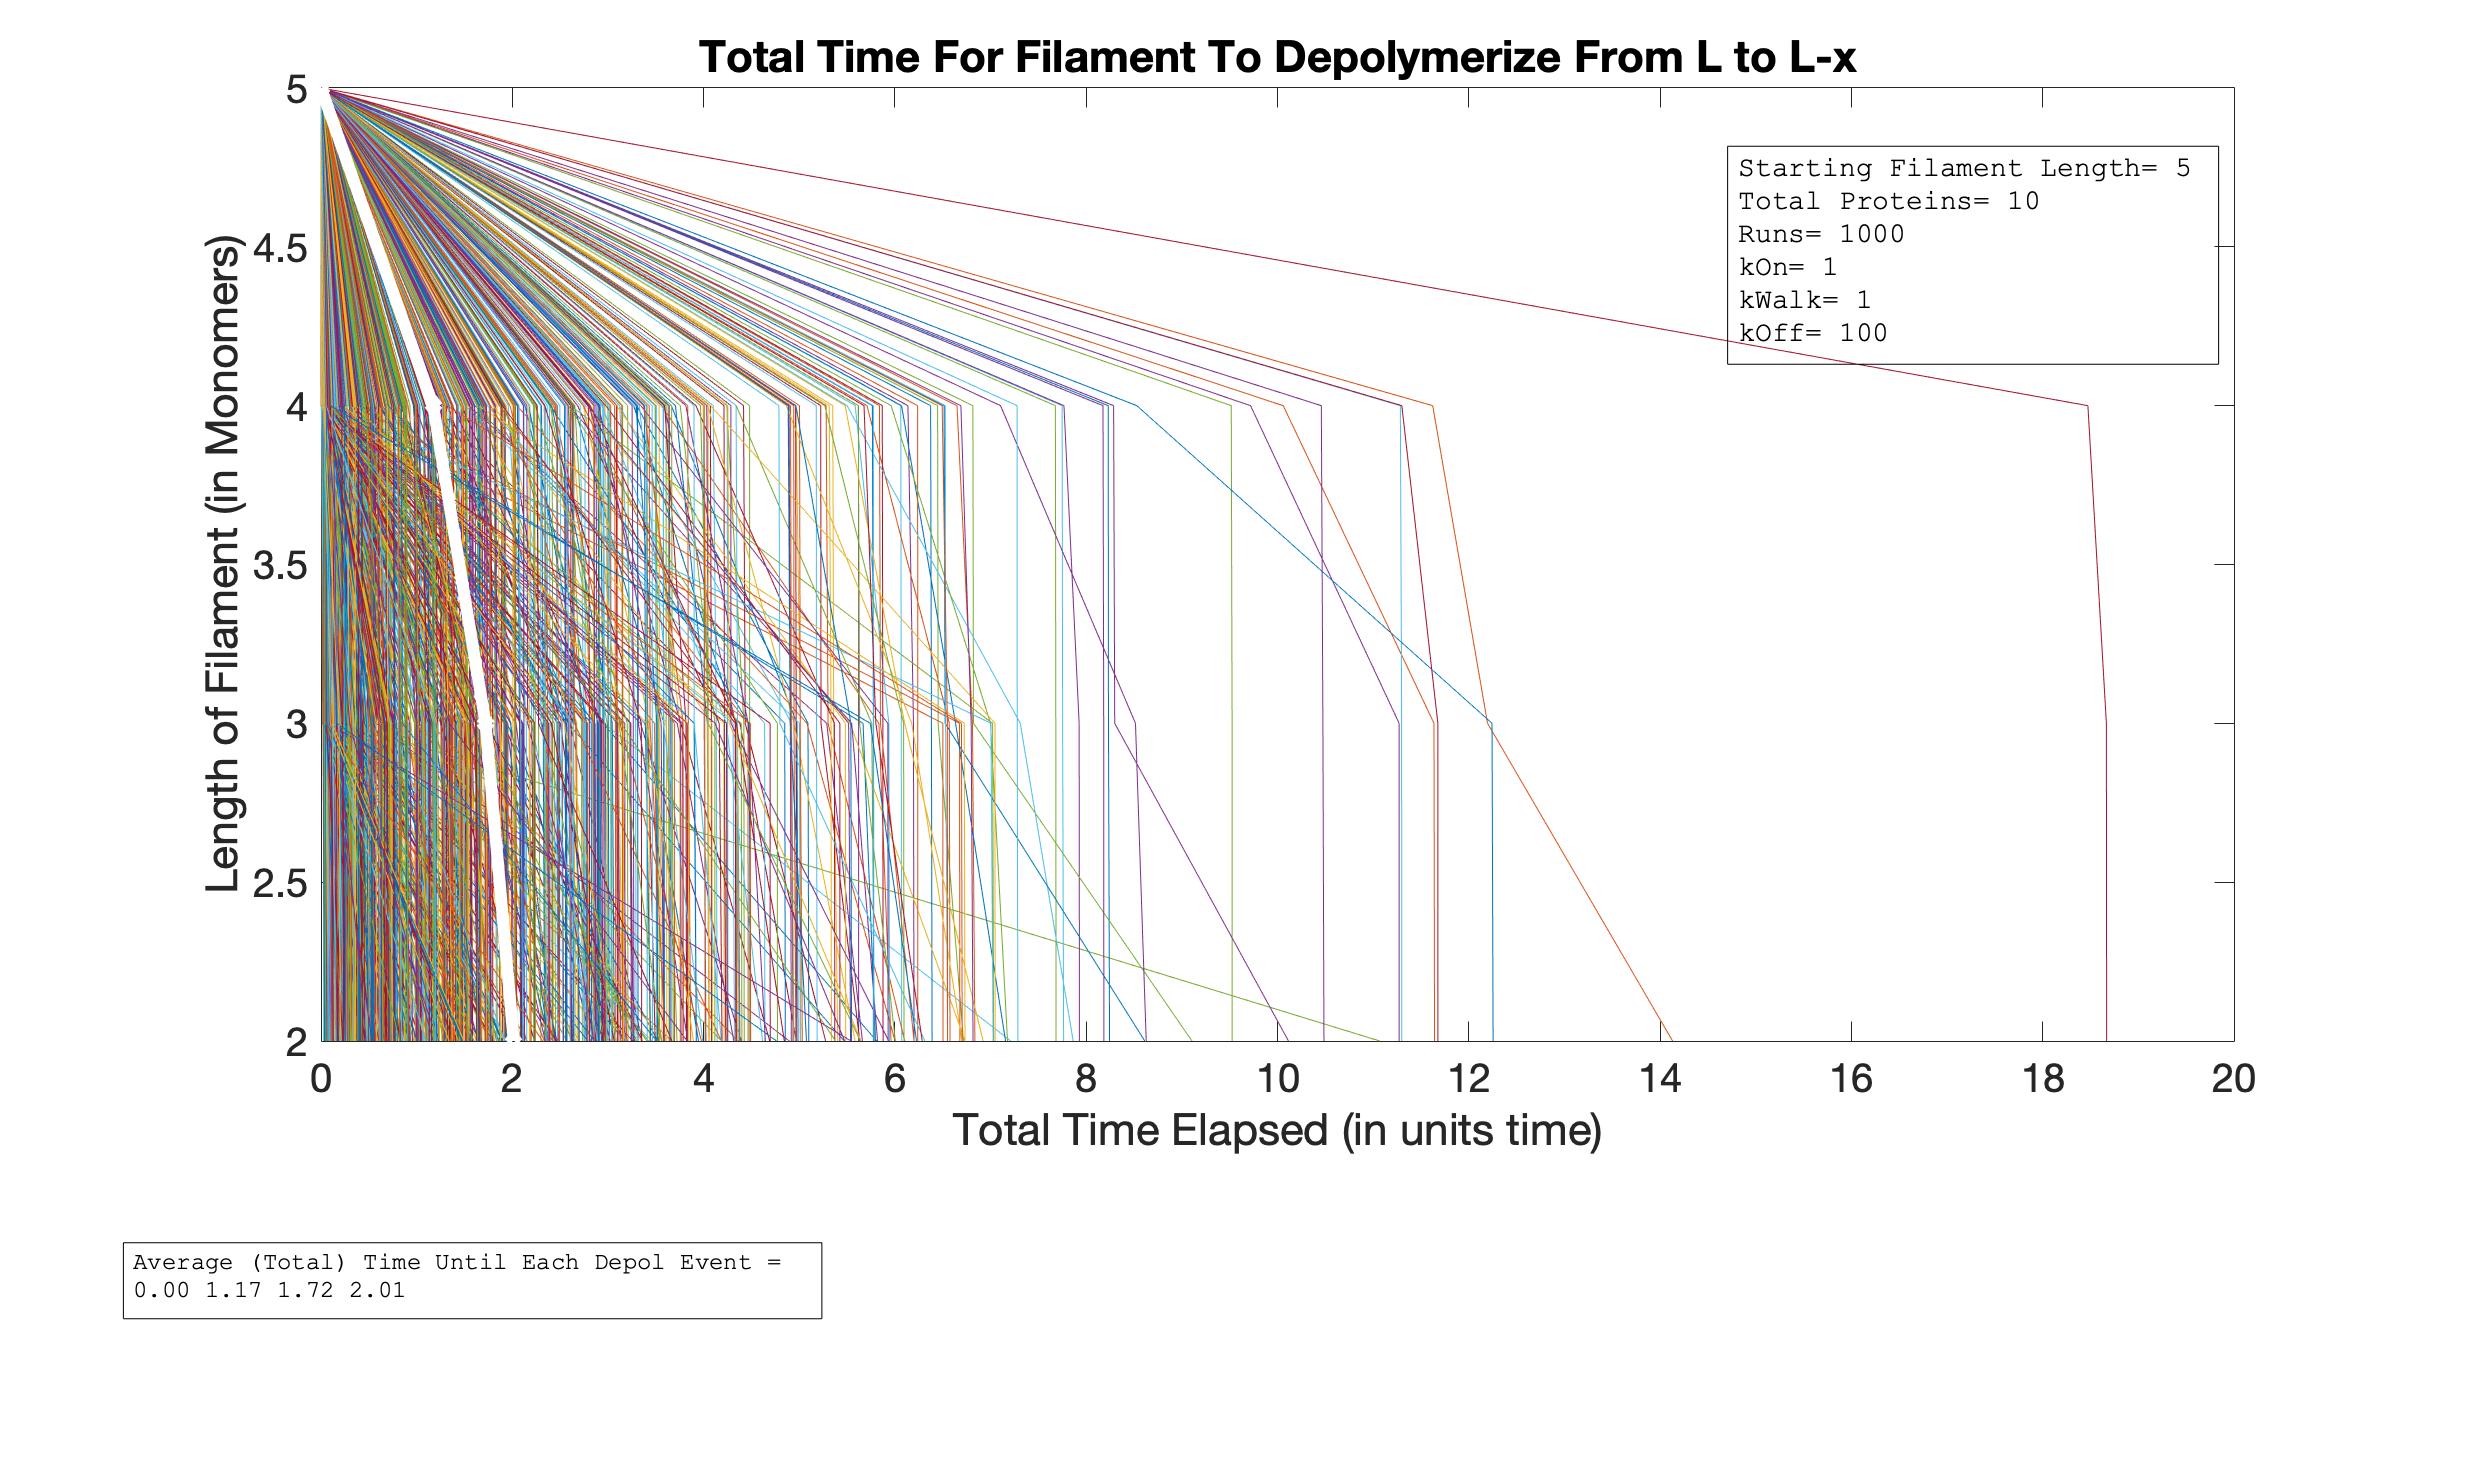 Total Time For Filament To Depolymerize From L to L-x
5
4.5
4
3.5
3
2.5
2
Length of Filament (in Monomers)
Starting Filament Length= 5
Total Proteins= 10
Runs= 1000
kOn= 1
kWalk= 1
kOff= 100
0 2 4 6 8 10 12 14 16 18 20
Total Time Elapsed (in units time)
Average (Total) Time Until Each Depol Event =
0.00 1.17 1.72 2.01